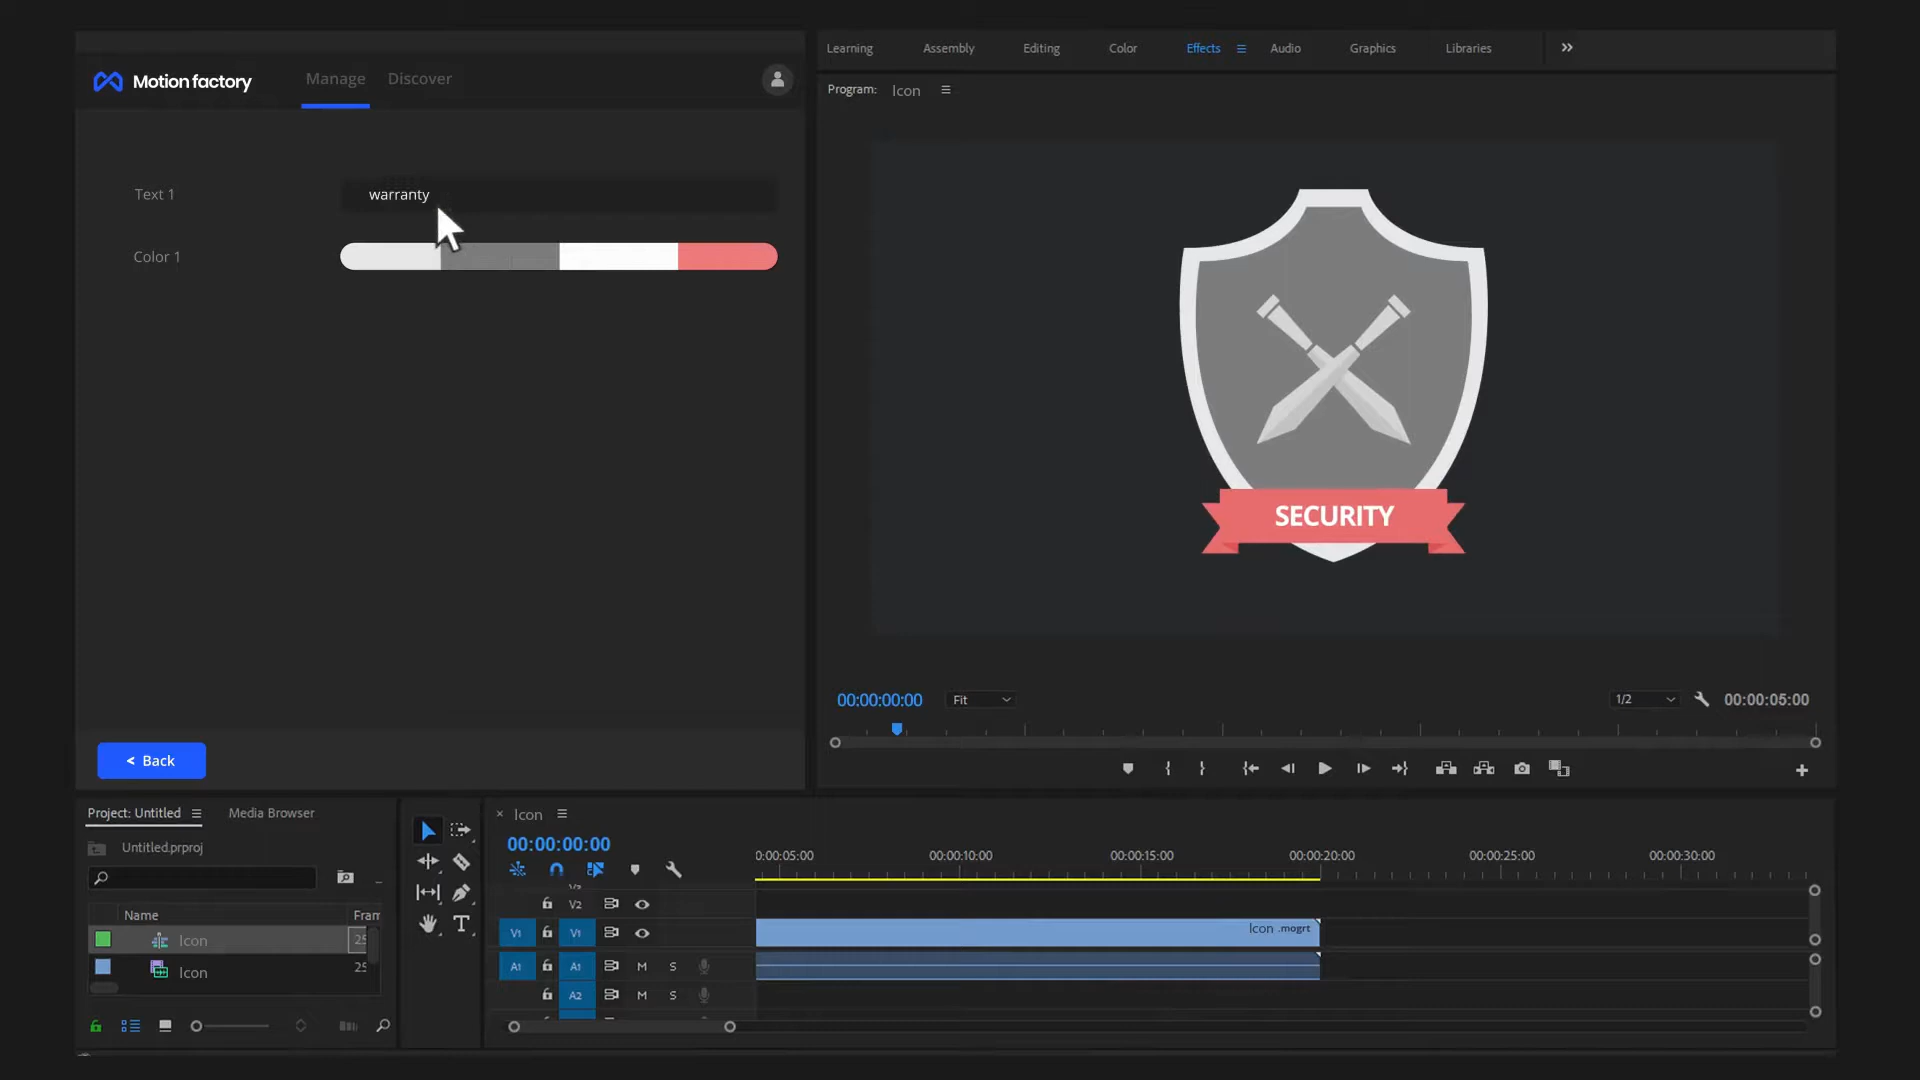 Learning Assembly Editing Color Effects Audio Graphics Libraries
Motion factory Manage Discover
Program: Icon
Text 1 warranty
Color 1
SECURITY
00:00:00:00 Fit 1/2 00:00:05:00
< Back
Project: Untitled Media Browser
Untitled.prproj
Name Fram
Icon 25
Icon 25
× Icon
00:00:00:00
0:00:05:00 00:00:10:00 00:00:15:00 00:00:20:00 00:00:25:00 00:00:30:00
V2
V1 V1 Icon .mogrt
A1 A1 M S
A2 M S